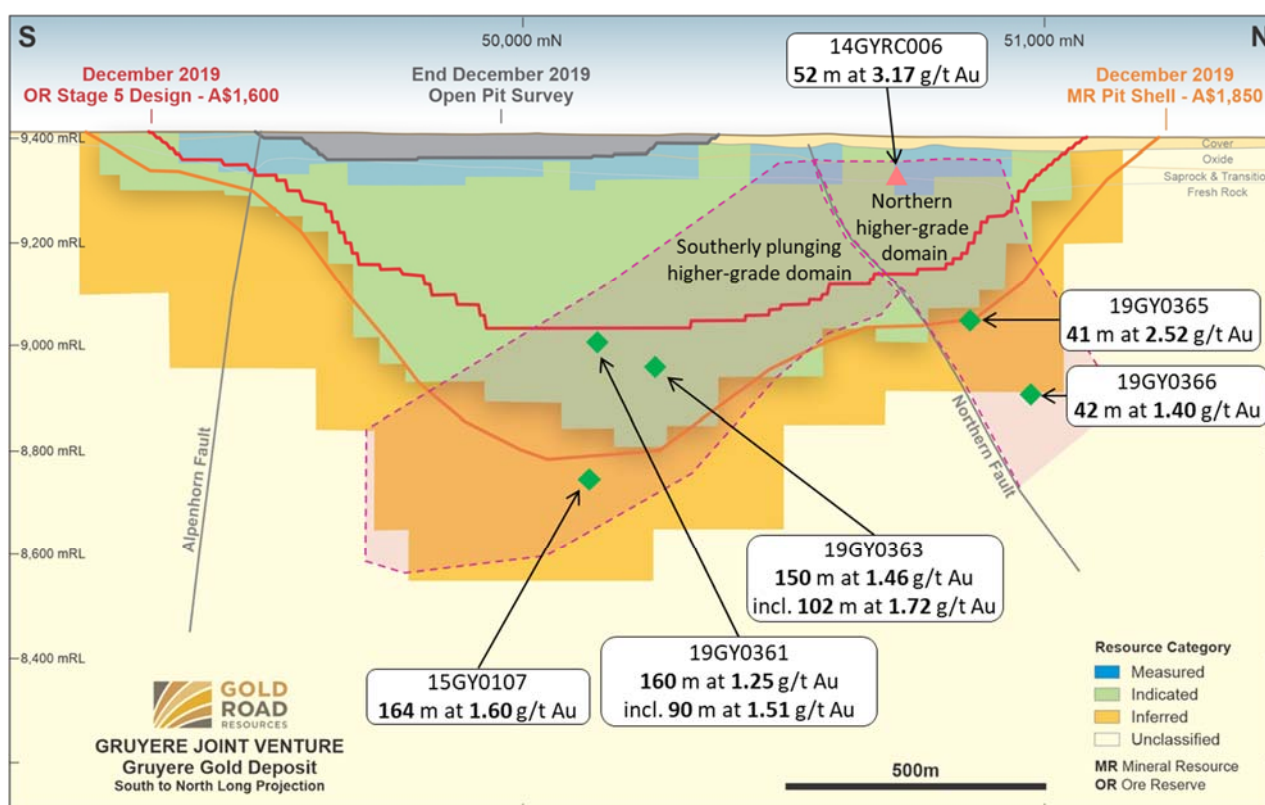 S
50,000 mN
51,000 mN
N
14GYRC006
52 m at 3.17 g/t Au
December 2019
OR Stage 5 Design - A$1,600
End December 2019
Open Pit Survey
December 2019
MR Pit Shell - A$1,850
9,400 mRL
Cover
Oxide
Saprock & Transition
Fresh Rock
Northern
higher-grade
domain
9,200 mRL
Southerly plunging
higher-grade domain
19GY0365
41 m at 2.52 g/t Au
9,000 mRL
19GY0366
42 m at 1.40 g/t Au
Alpenhorn Fault
Northern Fault
8,800 mRL
8,600 mRL
19GY0363
150 m at 1.46 g/t Au
incl. 102 m at 1.72 g/t Au
8,400 mRL
19GY0361
160 m at 1.25 g/t Au
incl. 90 m at 1.51 g/t Au
15GY0107
164 m at 1.60 g/t Au
Resource Category
Measured
Indicated
Inferred
Unclassified
MR Mineral Resource
OR Ore Reserve
GOLD
ROAD
RESOURCES
GRUYERE JOINT VENTURE
Gruyere Gold Deposit
South to North Long Projection
500m